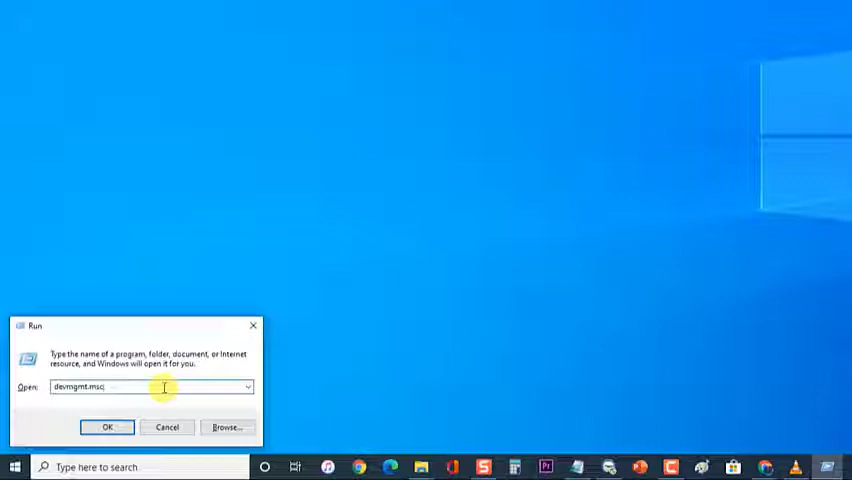 Run
Type the name of a program, folder, document, or Internet
resource, and Windows will open it for you.
Open: devmgmt.msc
OK Cancel Browse...
Type here to search